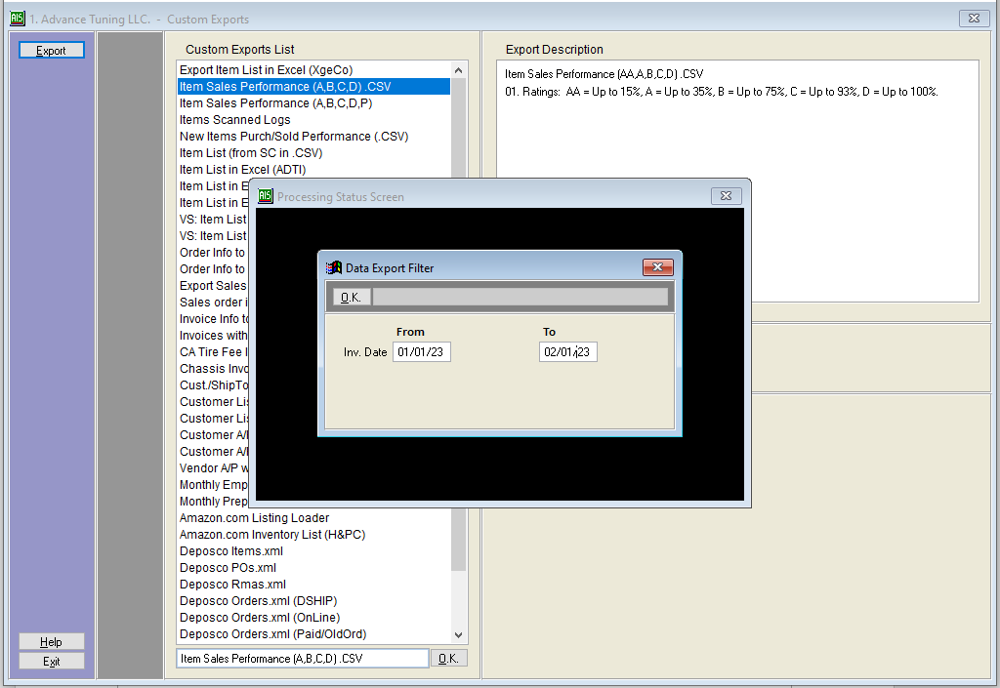 AIS 1. Advance Tuning LLC. - Custom Exports
Export
Custom Exports List
Export Item List in Excel (XgeCo)
Item Sales Performance (A,B,C,D) .CSV
Item Sales Performance (A,B,C,D,P)
Items Scanned Logs
New Items Purch/Sold Performance (.CSV)
Item List (from SC in .CSV)
Item List in Excel (ADTI)
Item List in E
Item List in E
VS: Item List
VS: Item List
Order Info to
Order Info to
Export Sales
Sales order i
Invoice Info to
Invoices with
CA Tire Fee I
Chassis Invo
Cust./ShipTo
Customer Lis
Customer Lis
Customer A/
Customer A/
Vendor A/P w
Monthly Emp
Monthly Prep
Amazon.com Listing Loader
Amazon.com Inventory List (H&PC)
Deposco Items.xml
Deposco POs.xml
Deposco Rmas.xml
Deposco Orders.xml (DSHIP)
Deposco Orders.xml (OnLine)
Deposco Orders.xml (Paid/OldOrd)
Item Sales Performance (A,B,C,D) .CSV O.K.
Export Description
Item Sales Performance (AA,A,B,C,D) .CSV
01. Ratings: AA = Up to 15%, A = Up to 35%, B = Up to 75%, C = Up to 93%, D = Up to 100%.
AIS Processing Status Screen
Data Export Filter
O.K.
From To
Inv. Date 01/01/23 02/01/23
Help
Exit